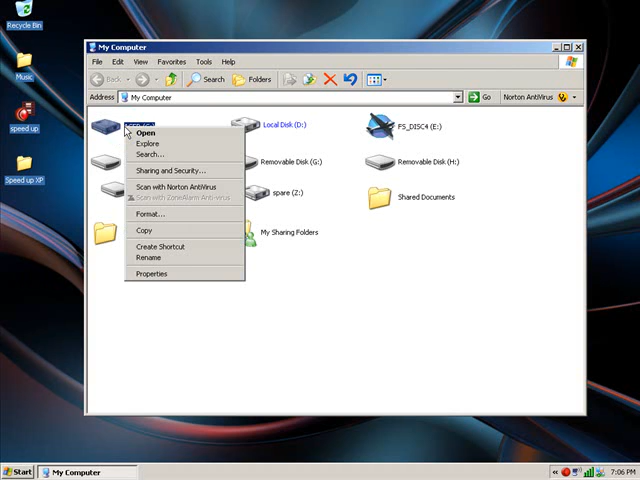 Recycle Bin
Music
speed up
Speed up XP
My Computer
File Edit View Favorites Tools Help
Back Search Folders
Address My Computer Go Norton AntiVirus
Local Disk (D:) FS_DISC4 (E:)
Removable Disk (G:) Removable Disk (H:)
spare (Z:) Shared Documents
My Sharing Folders
Open
Explore
Search...
Sharing and Security...
Scan with Norton AntiVirus
Scan with ZoneAlarm Anti-virus
Format...
Copy
Create Shortcut
Rename
Properties
Start My Computer 7:06 PM